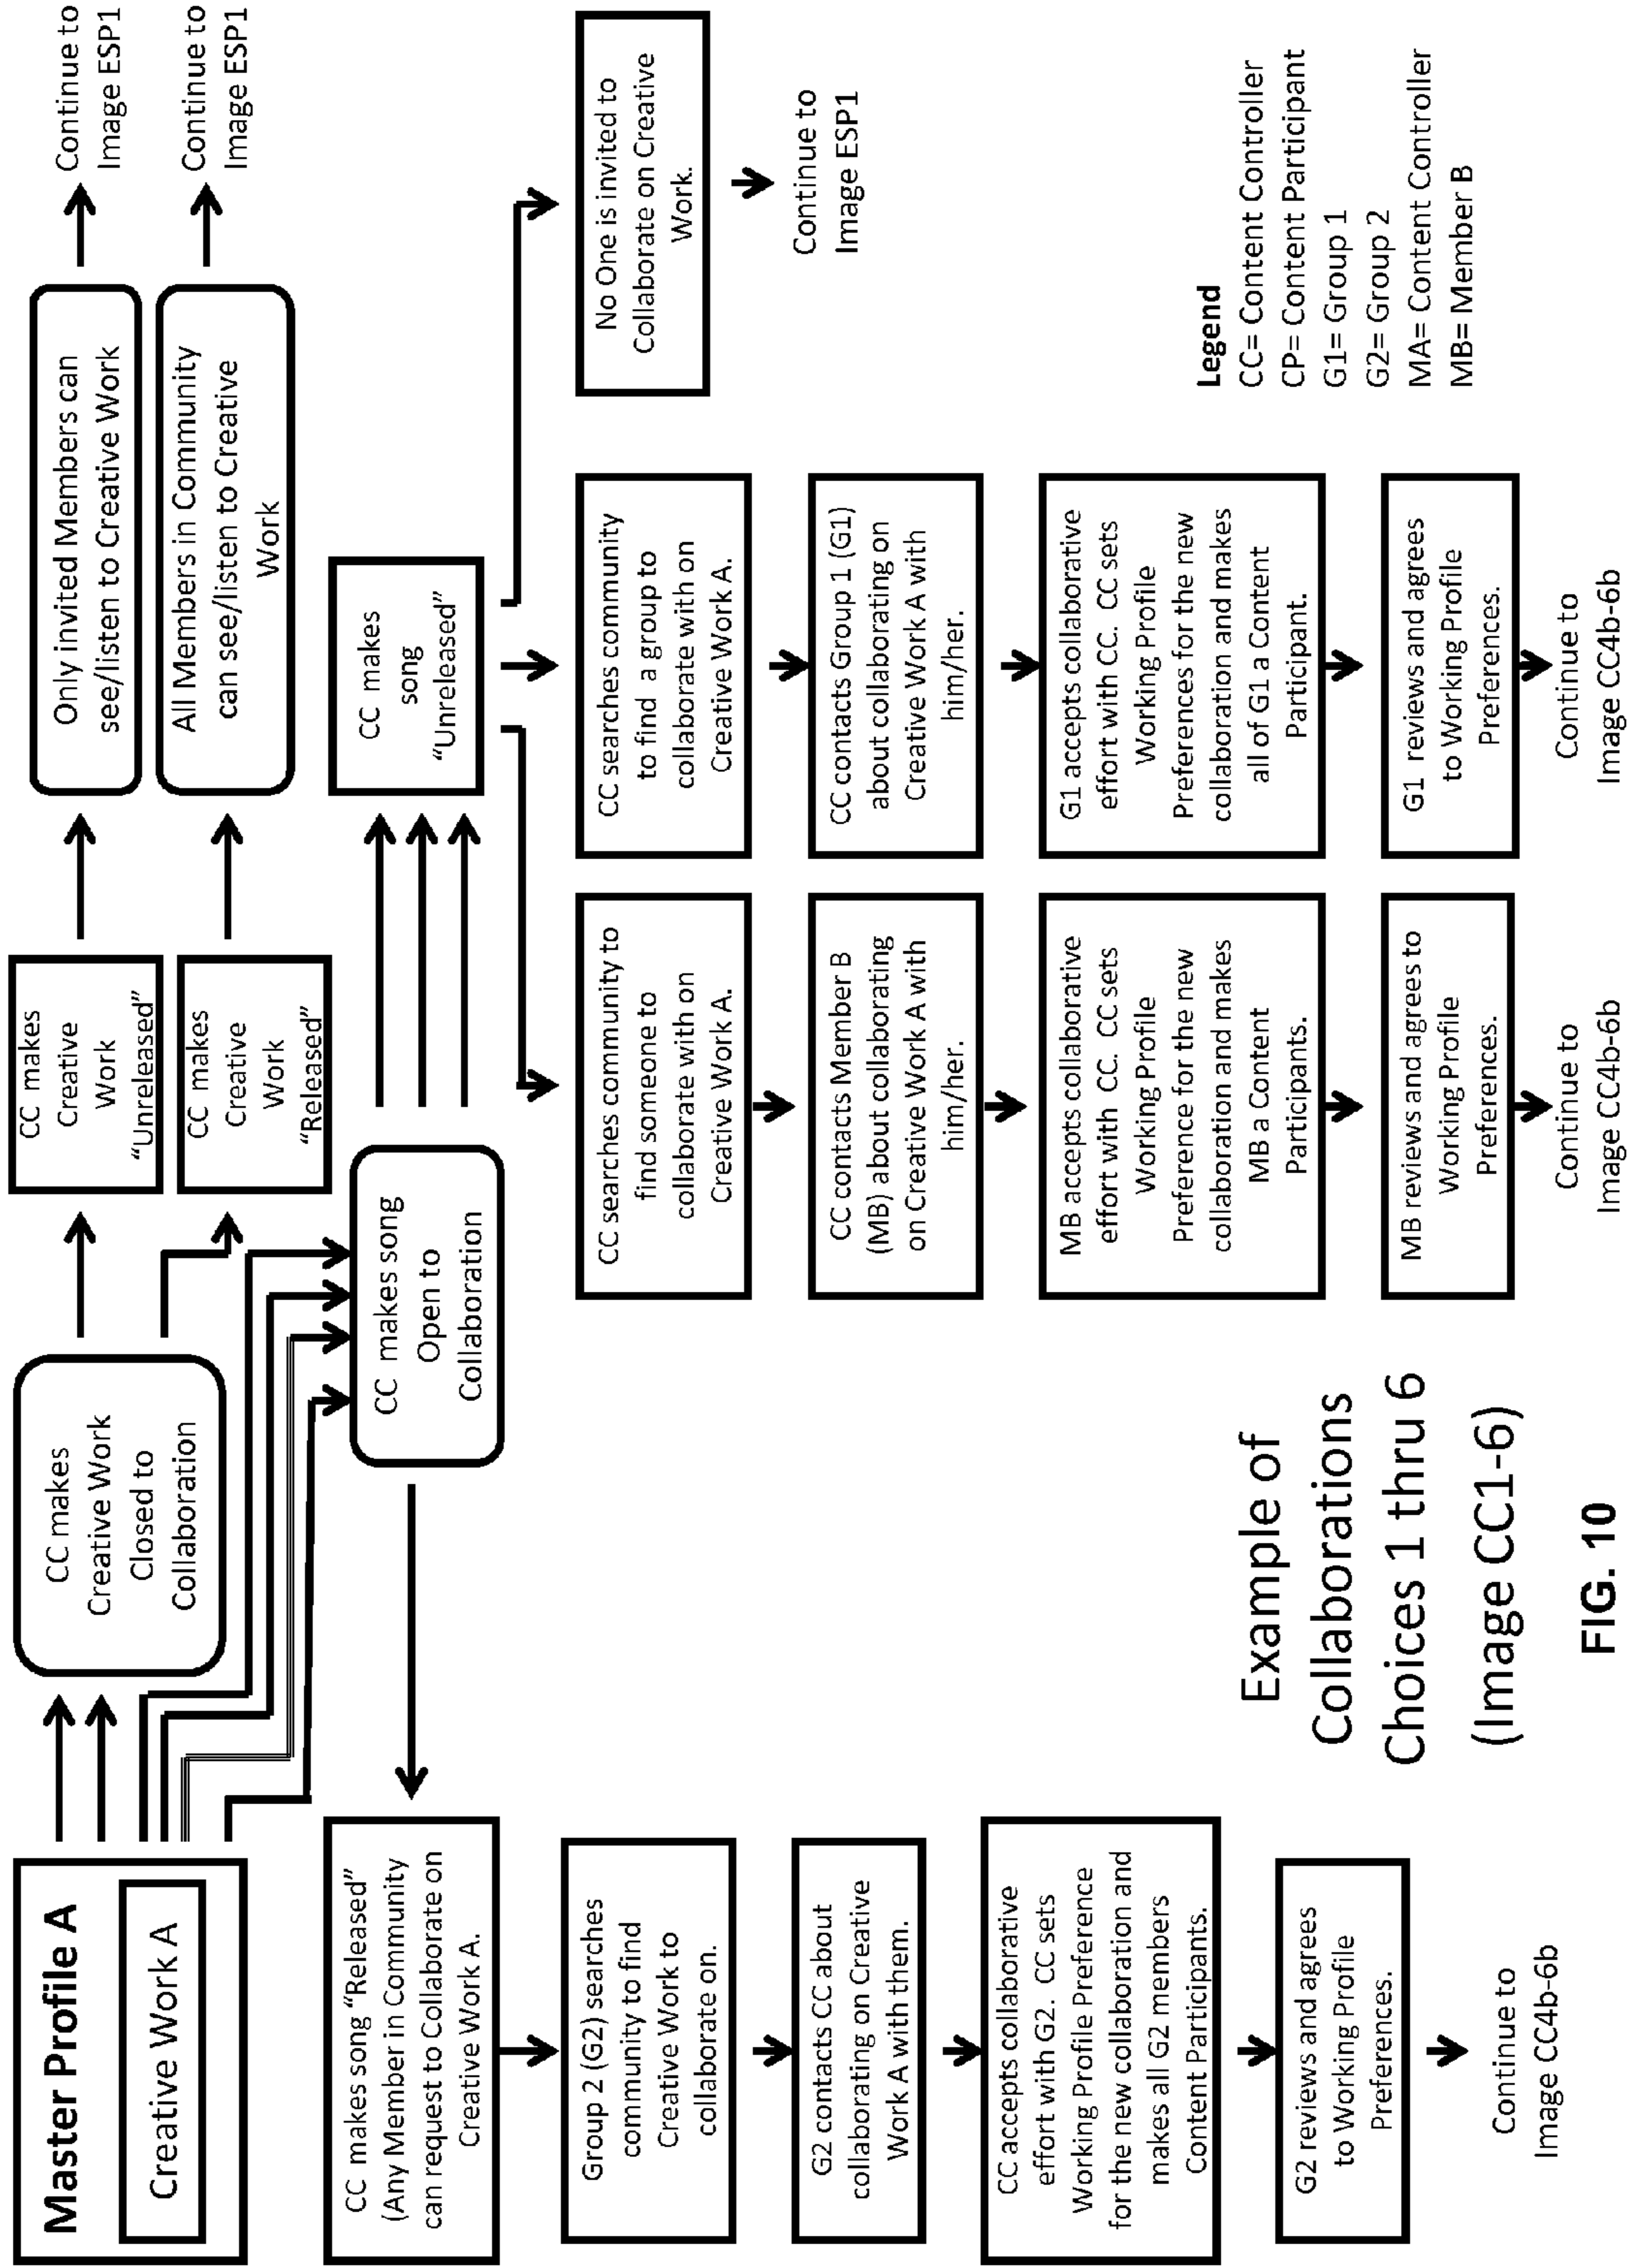 Master Profile A
Creative Work A
CC makes
Creative Work
Closed to
Collaboration
CC makes
Creative
Work
“Unreleased”
Only invited Members can
see/listen to Creative Work
Continue to
Image ESP1
CC makes
Creative
Work
“Released”
All Members in Community
can see/listen to Creative
Work
Continue to
Image ESP1
CC makes song
Open to
Collaboration
CC makes
song
“Unreleased”
CC makes song “Released”
(Any Member in Community
can request to Collaborate on
Creative Work A.
Group 2 (G2) searches
community to find
Creative Work to
collaborate on.
G2 contacts CC about
collaborating on Creative
Work A with them.
CC accepts collaborative
effort with G2. CC sets
Working Profile Preference
for the new collaboration and
makes all G2 members
Content Participants.
G2 reviews and agrees
to Working Profile
Preferences.
Continue to
Image CC4b-6b
CC searches community to
find someone to
collaborate with on
Creative Work A.
CC contacts Member B
(MB) about collaborating
on Creative Work A with
him/her.
MB accepts collaborative
effort with CC. CC sets
Working Profile
Preference for the new
collaboration and makes
MB a Content
Participants.
MB reviews and agrees to
Working Profile
Preferences.
Continue to
Image CC4b-6b
CC searches community
to find a group to
collaborate with on
Creative Work A.
CC contacts Group 1 (G1)
about collaborating on
Creative Work A with
him/her.
G1 accepts collaborative
effort with CC. CC sets
Working Profile
Preferences for the new
collaboration and makes
all of G1 a Content
Participant.
G1 reviews and agrees
to Working Profile
Preferences.
Continue to
Image CC4b-6b
No One is invited to
Collaborate on Creative
Work.
Continue to
Image ESP1
Legend
CC= Content Controller
CP= Content Participant
G1= Group 1
G2= Group 2
MA= Content Controller
MB= Member B
Example of
Collaborations
Choices 1 thru 6
(Image CC1-6)
FIG. 10